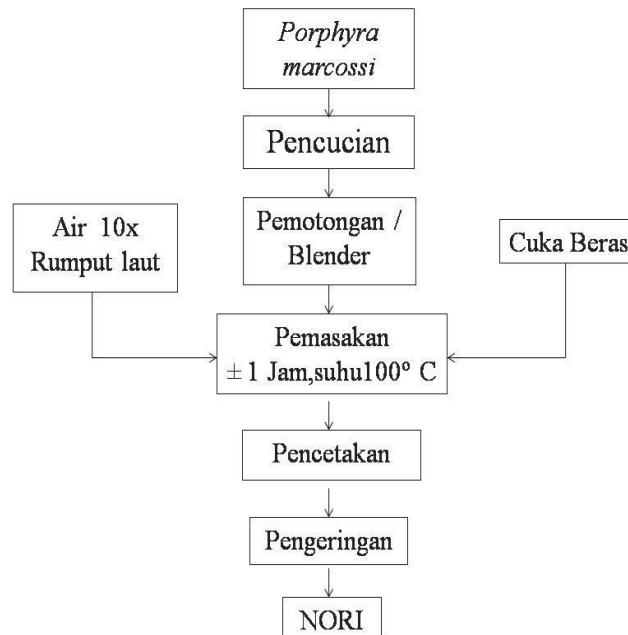 Porphyra
marcossi
Pencucian
Pemotongan /
Blender
Air 10x
Rumput laut
Cuka Beras
Pemasakan
± 1 Jam,suhu100° C
Pencetakan
Pengeringan
NORI